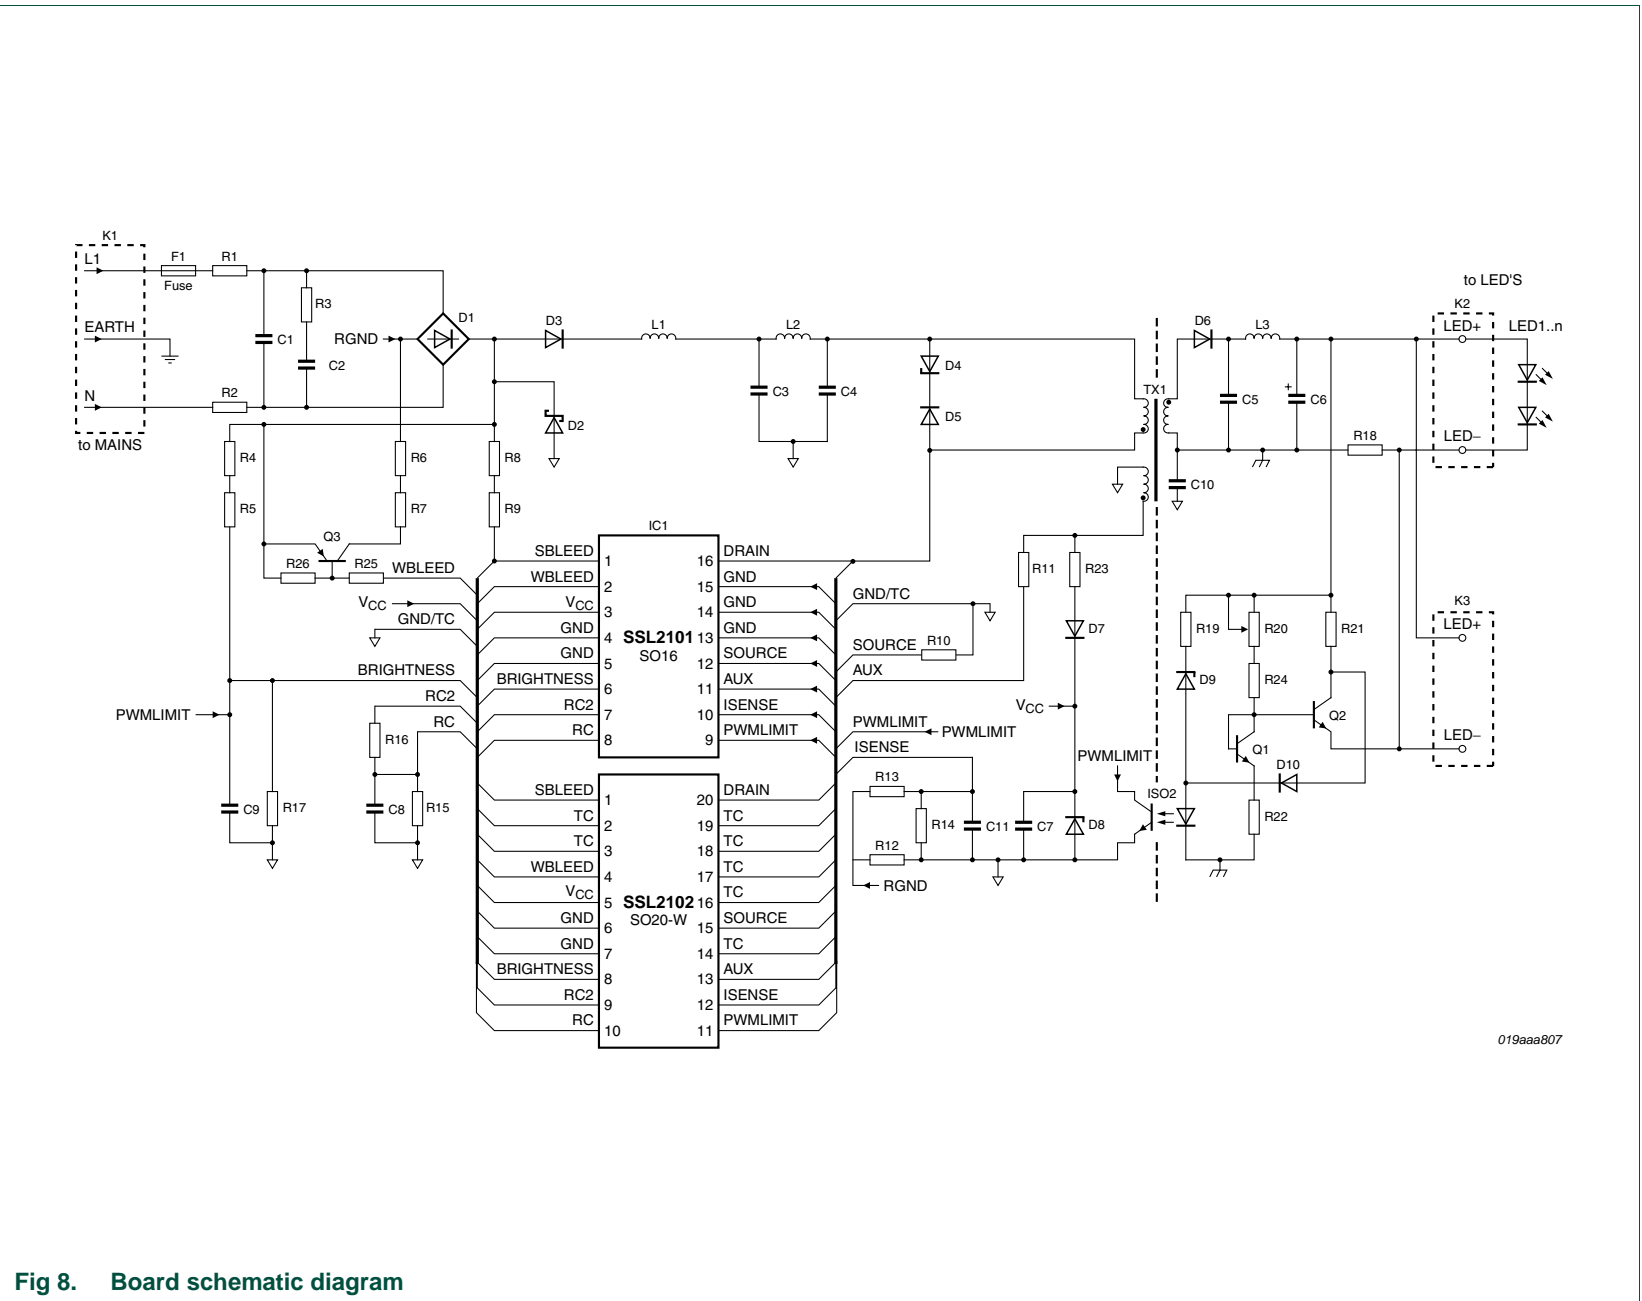 K1
L1
F1
Fuse
R1
EARTH
N
R2
to MAINS
C1
R3
C2
RGND
D1
D3
L1
L2
C3
C4
D2
D4
D5
TX1
D6
L3
C5
C6
+
R18
C10
to LED'S
K2
LED+
LED1..n
LED–
R4
R5
R6
R7
R8
R9
Q3
R26
R25
WBLEED
VCC
GND/TC
BRIGHTNESS
PWMLIMIT
RC2
RC
R16
C9
R17
C8
R15
IC1
SBLEED 1
WBLEED 2
VCC 3
GND 4
GND 5
BRIGHTNESS 6
RC2 7
RC 8
SSL2101
SO16
16 DRAIN
15 GND
14 GND
13 GND
12 SOURCE
11 AUX
10 ISENSE
9 PWMLIMIT
SBLEED 1
TC 2
TC 3
WBLEED 4
VCC 5
GND 6
GND 7
BRIGHTNESS 8
RC2 9
RC 10
SSL2102
SO20-W
20 DRAIN
19 TC
18 TC
17 TC
16 TC
15 SOURCE
14 TC
13 AUX
12 ISENSE
11 PWMLIMIT
GND/TC
SOURCE
R10
AUX
PWMLIMIT
PWMLIMIT
ISENSE
R13
R14
C11
R12
RGND
C7
D8
R11
R23
D7
VCC
PWMLIMIT
ISO2
R19
R20
R21
D9
R24
Q2
Q1
D10
R22
K3
LED+
LED–
019aaa807
Fig 8. Board schematic diagram